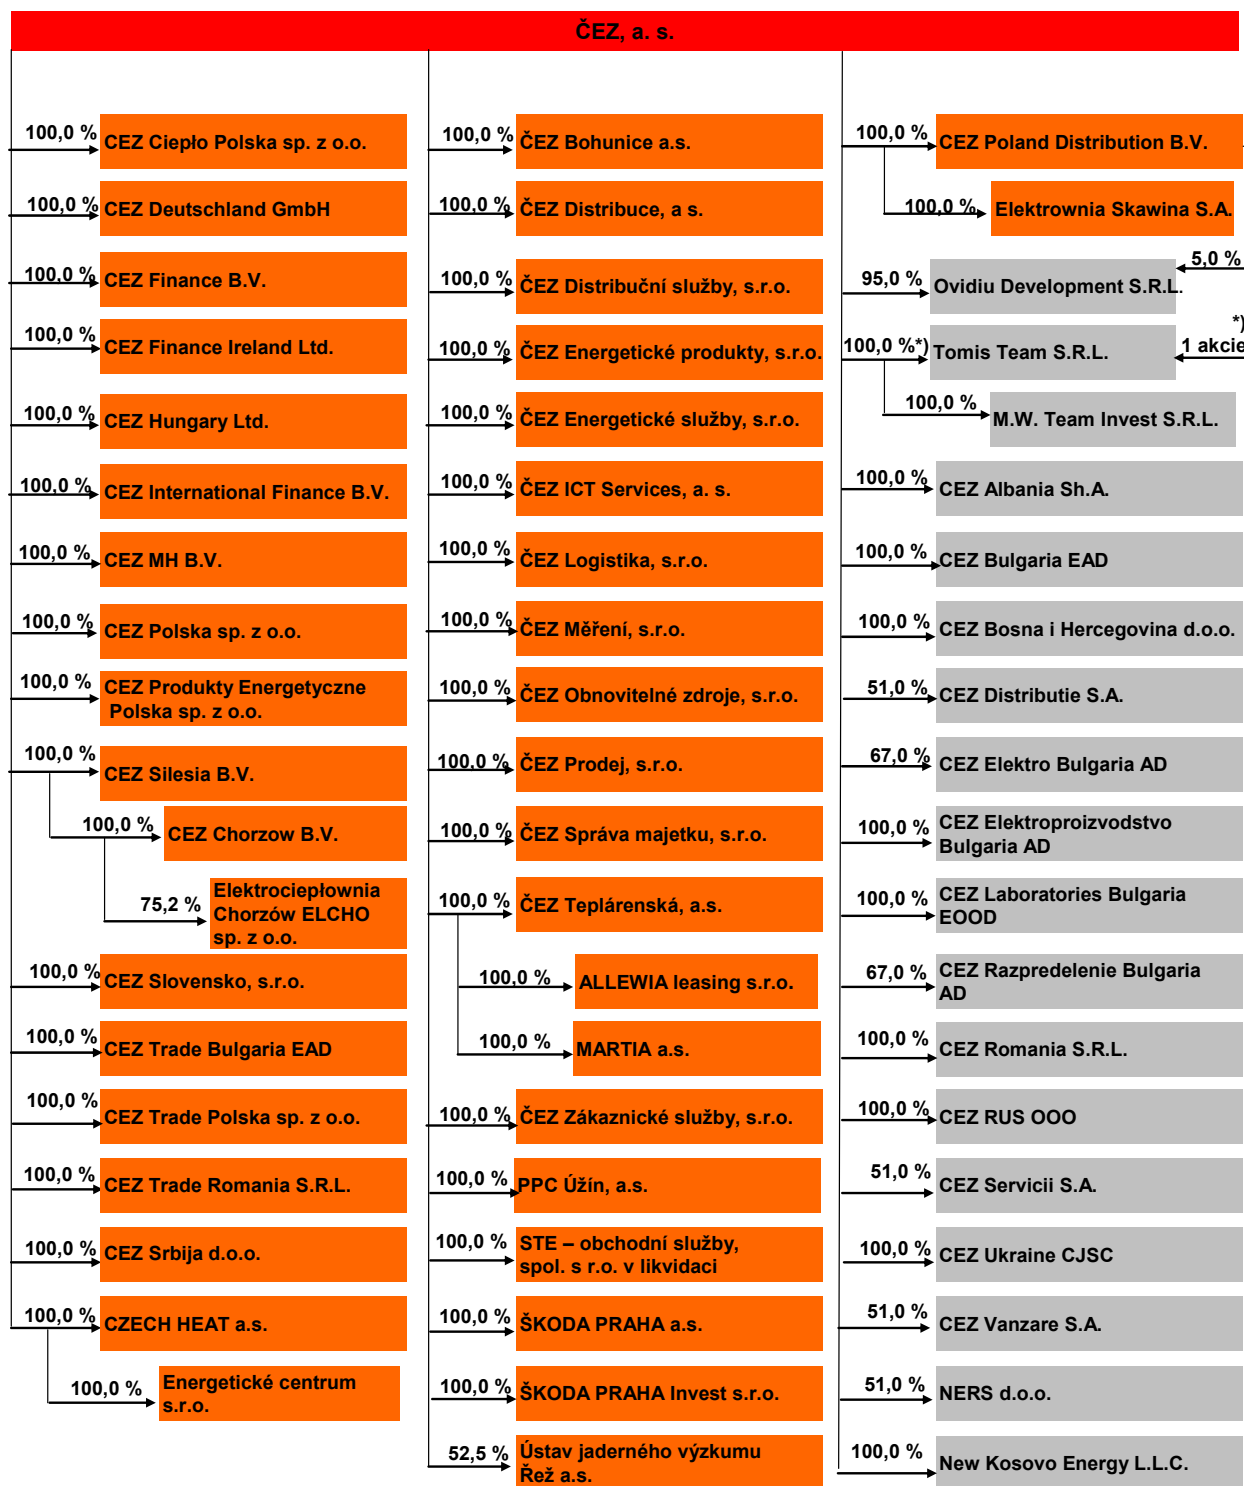 ČEZ, a. s.
100,0 %
CEZ Ciepło Polska sp. z o.o.
100,0 %
CEZ Deutschland GmbH
100,0 %
CEZ Finance B.V.
100,0 %
CEZ Finance Ireland Ltd.
100,0 %
CEZ Hungary Ltd.
100,0 %
CEZ International Finance B.V.
100,0 %
CEZ MH B.V.
100,0 %
CEZ Polska sp. z o.o.
100,0 %
CEZ Produkty Energetyczne
Polska sp. z o.o.
100,0 %
CEZ Silesia B.V.
100,0 %
CEZ Chorzow B.V.
75,2 %
Elektrociepłownia
Chorzów ELCHO
sp. z o.o.
100,0 %
CEZ Slovensko, s.r.o.
100,0 %
CEZ Trade Bulgaria EAD
100,0 %
CEZ Trade Polska sp. z o.o.
100,0 %
CEZ Trade Romania S.R.L.
100,0 %
CEZ Srbija d.o.o.
100,0 %
CZECH HEAT a.s.
100,0 %
Energetické centrum
s.r.o.
100,0 %
ČEZ Bohunice a.s.
100,0 %
ČEZ Distribuce, a s.
100,0 %
ČEZ Distribuční služby, s.r.o.
100,0 %
ČEZ Energetické produkty, s.r.o.
100,0 %
ČEZ Energetické služby, s.r.o.
100,0 %
ČEZ ICT Services, a. s.
100,0 %
ČEZ Logistika, s.r.o.
100,0 %
ČEZ Měření, s.r.o.
100,0 %
ČEZ Obnovitelné zdroje, s.r.o.
100,0 %
ČEZ Prodej, s.r.o.
100,0 %
ČEZ Správa majetku, s.r.o.
100,0 %
ČEZ Teplárenská, a.s.
100,0 %
ALLEWIA leasing s.r.o.
100,0 %
MARTIA a.s.
100,0 %
ČEZ Zákaznické služby, s.r.o.
100,0 %
PPC Úžín, a.s.
100,0 %
STE – obchodní služby,
spol. s r.o. v likvidaci
100,0 %
ŠKODA PRAHA a.s.
100,0 %
ŠKODA PRAHA Invest s.r.o.
52,5 %
Ústav jaderného výzkumu
Řež a.s.
100,0 %
CEZ Poland Distribution B.V.
100,0 %
Elektrownia Skawina S.A.
95,0 %
Ovidiu Development S.R.L.
5,0 %
100,0 %*)
Tomis Team S.R.L.
*)
1 akcie
100,0 %
M.W. Team Invest S.R.L.
100,0 %
CEZ Albania Sh.A.
100,0 %
CEZ Bulgaria EAD
100,0 %
CEZ Bosna i Hercegovina d.o.o.
51,0 %
CEZ Distributie S.A.
67,0 %
CEZ Elektro Bulgaria AD
100,0 %
CEZ Elektroproizvodstvo
Bulgaria AD
100,0 %
CEZ Laboratories Bulgaria
EOOD
67,0 %
CEZ Razpredelenie Bulgaria
AD
100,0 %
CEZ Romania S.R.L.
100,0 %
CEZ RUS OOO
51,0 %
CEZ Servicii S.A.
100,0 %
CEZ Ukraine CJSC
51,0 %
CEZ Vanzare S.A.
51,0 %
NERS d.o.o.
100,0 %
New Kosovo Energy L.L.C.